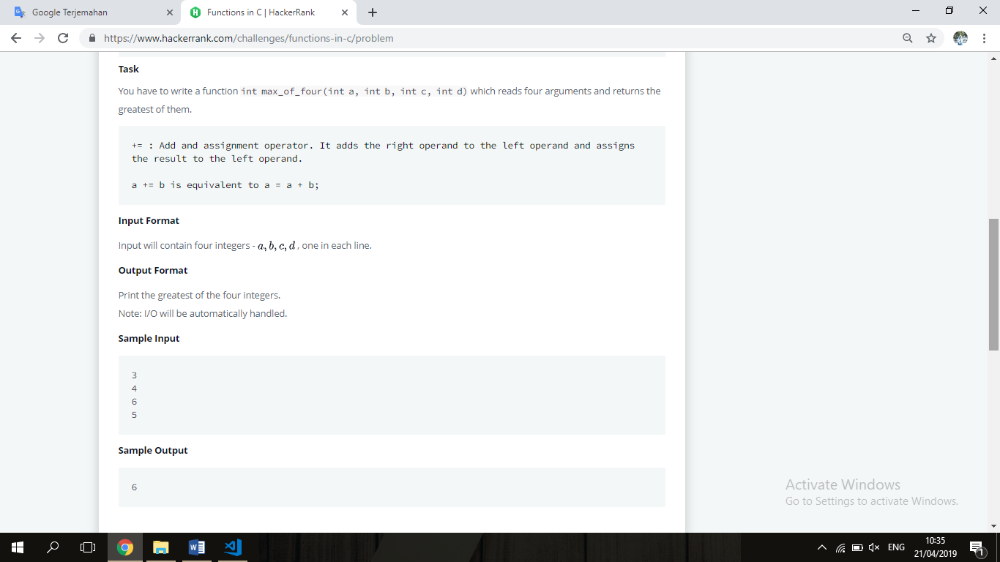 Google Terjemahan
Functions in C | HackerRank
https://www.hackerrank.com/challenges/functions-in-c/problem
Task
You have to write a function int max_of_four(int a, int b, int c, int d) which reads four arguments and returns the
greatest of them.
+= : Add and assignment operator. It adds the right operand to the left operand and assigns
the result to the left operand.
a += b is equivalent to a = a + b;
Input Format
Input will contain four integers - a, b, c, d , one in each line.
Output Format
Print the greatest of the four integers.
Note: I/O will be automatically handled.
Sample Input
3
4
6
5
Sample Output
6
Activate Windows
Go to Settings to activate Windows.
ENG
10:35
21/04/2019
1